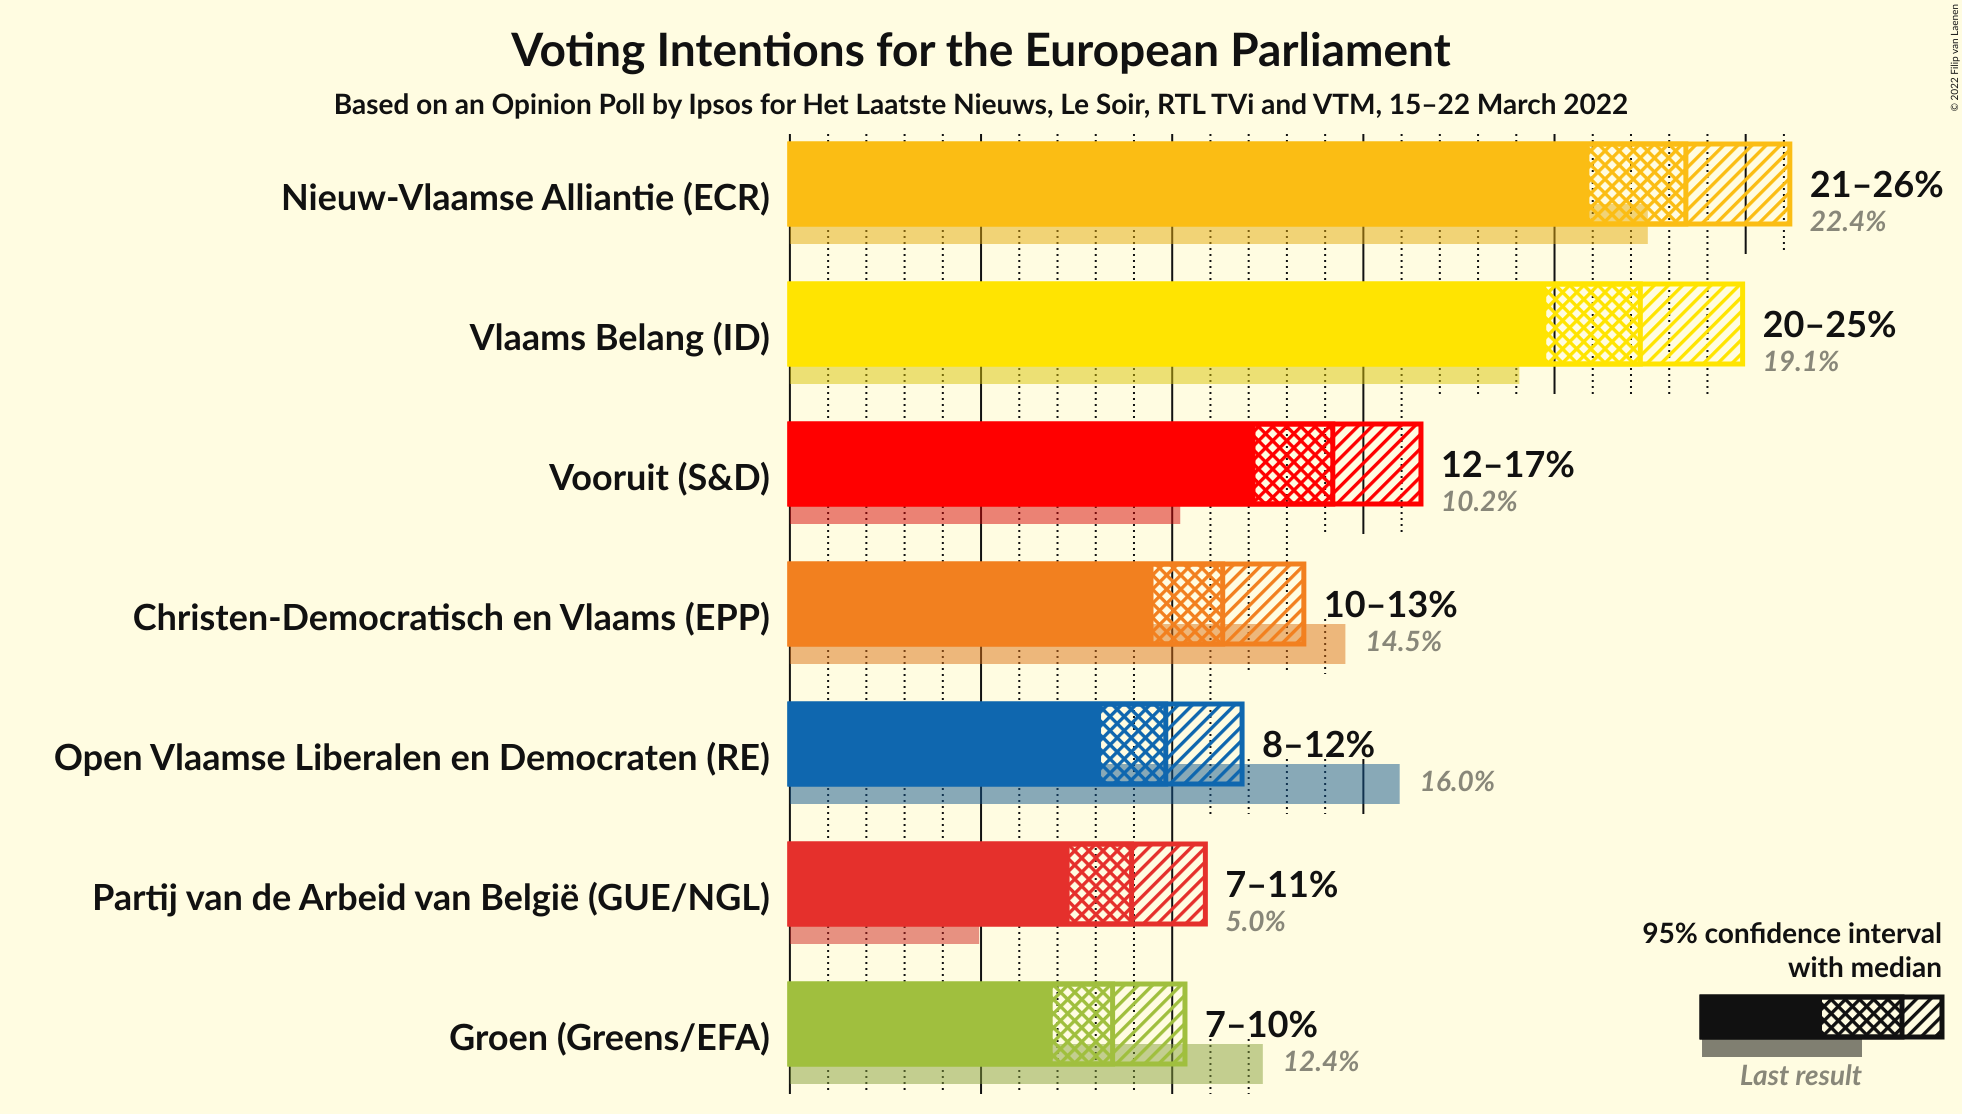 Voting Intentions for the European Parliament
Based on an Opinion Poll by Ipsos for Het Laatste Nieuws, Le Soir, RTL TVi and VTM, 15–22 March 2022
© 2022 Filip van Laenen
Nieuw-Vlaamse Alliantie (ECR)
21–26%
22.4%
Vlaams Belang (ID)
20–25%
19.1%
Vooruit (S&D)
12–17%
10.2%
Christen-Democratisch en Vlaams (EPP)
10–13%
14.5%
Open Vlaamse Liberalen en Democraten (RE)
8–12%
16.0%
Partij van de Arbeid van België (GUE/NGL)
7–11%
5.0%
Groen (Greens/EFA)
7–10%
12.4%
95% confidence interval
with median
Last result